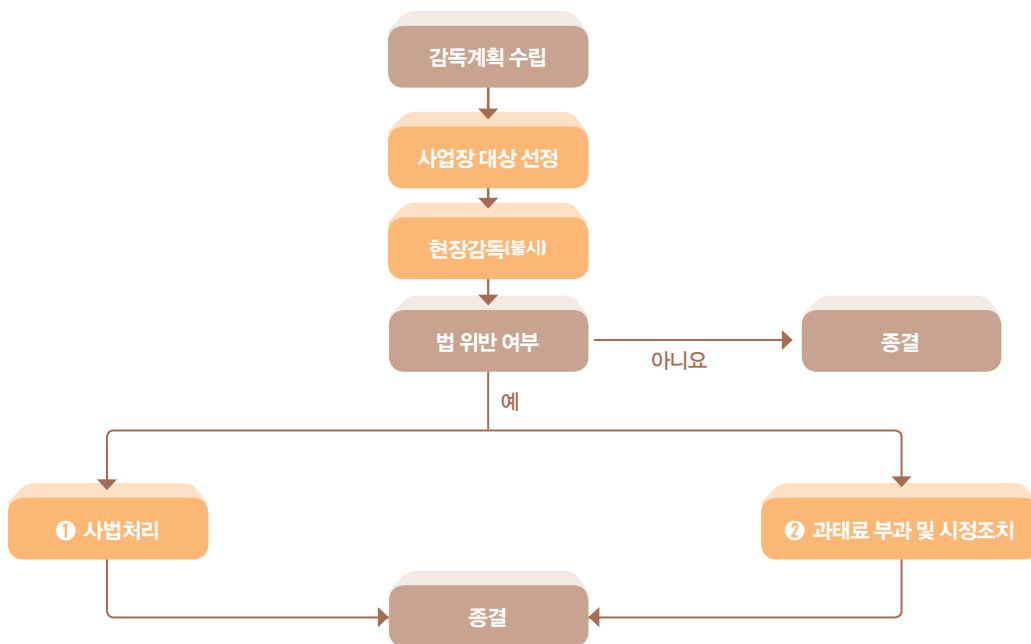 감독계획 수립
사업장 대상 선정
현장감독(불시)
법 위반 여부
아니요
종결
예
❶ 사법처리
❷ 과태료 부과 및 시정조치
종결